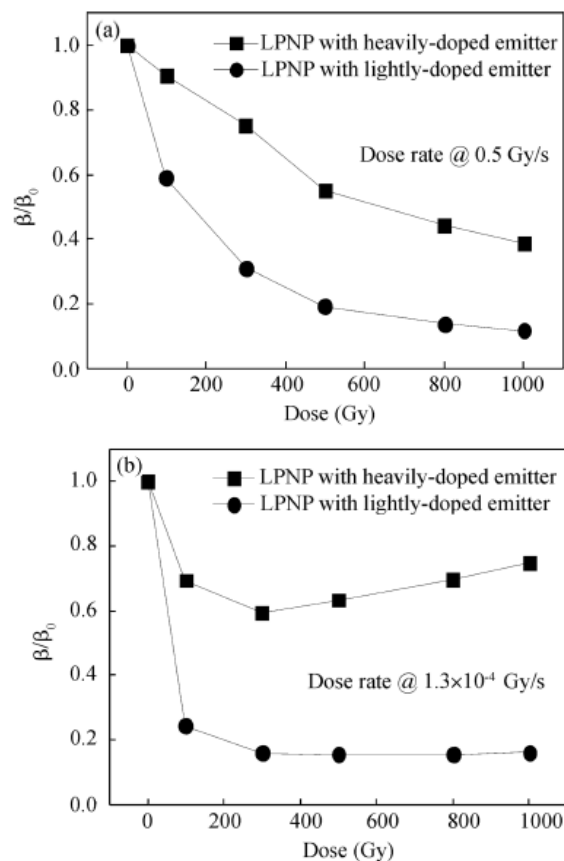 (a)
LPNP with heavily-doped emitter
LPNP with lightly-doped emitter
Dose rate @ 0.5 Gy/s
β/β₀
1.0
0.8
0.6
0.4
0.2
0.0
0 200 400 600 800 1000
Dose (Gy)
(b)
LPNP with heavily-doped emitter
LPNP with lightly-doped emitter
Dose rate @ 1.3×10⁻⁴ Gy/s
β/β₀
1.0
0.8
0.6
0.4
0.2
0.0
0 200 400 600 800 1000
Dose (Gy)